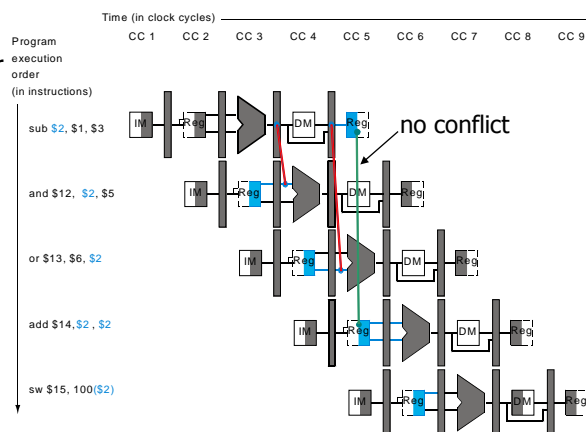 Time (in clock cycles)
CC 1 CC 2 CC 3 CC 4 CC 5 CC 6 CC 7 CC 8 CC 9
Program
execution
order
(in instructions)
sub $2, $1, $3
IM Reg DM Reg
no conflict
and $12, $2, $5
IM Reg DM Reg
or $13, $6, $2
IM Reg DM Reg
add $14,$2 , $2
IM Reg DM Reg
sw $15, 100($2)
IM Reg DM Reg